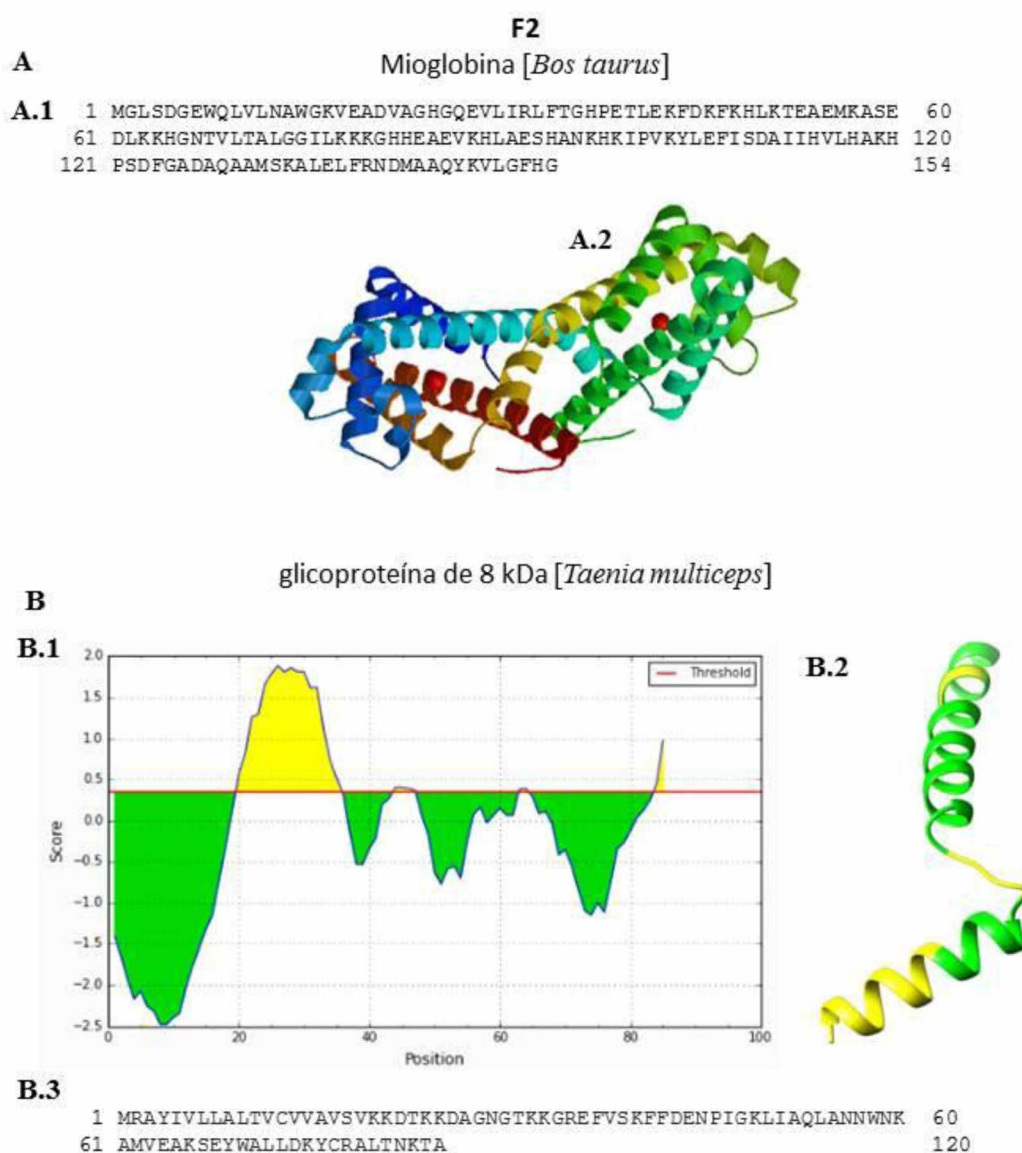 F2
A
Mioglobina [Bos taurus]
A.1 1 MGLSDGEWQLVLNAWGKVEADVAGHGQEVLIRLFTGHPETLEKFDKFKHLKTEAEMKASE 60
61 DLKKHGNTVLTALGGILKKKGHHEAEVKHLAESHANKHKIPVKYLEFISDAIIHVLHAKH 120
121 PSDFGADAQAAMSKALELFRNDMAAQYKVLGFHG 154
A.2
glicoproteína de 8 kDa [Taenia multiceps]
B
B.1
B.2
Threshold
2.0
1.5
1.0
0.5
0.0
−0.5
−1.0
−1.5
−2.0
−2.5
Score
0 20 40 60 80 100
Position
B.3
1 MRAYIVLLALTVCVVAVSVKKDTKKDAGNGTKKGREFVSKFFDENPIGKLIAQLANNWNK 60
61 AMVEAKSEYWALLDKYCRALTNKTA 120